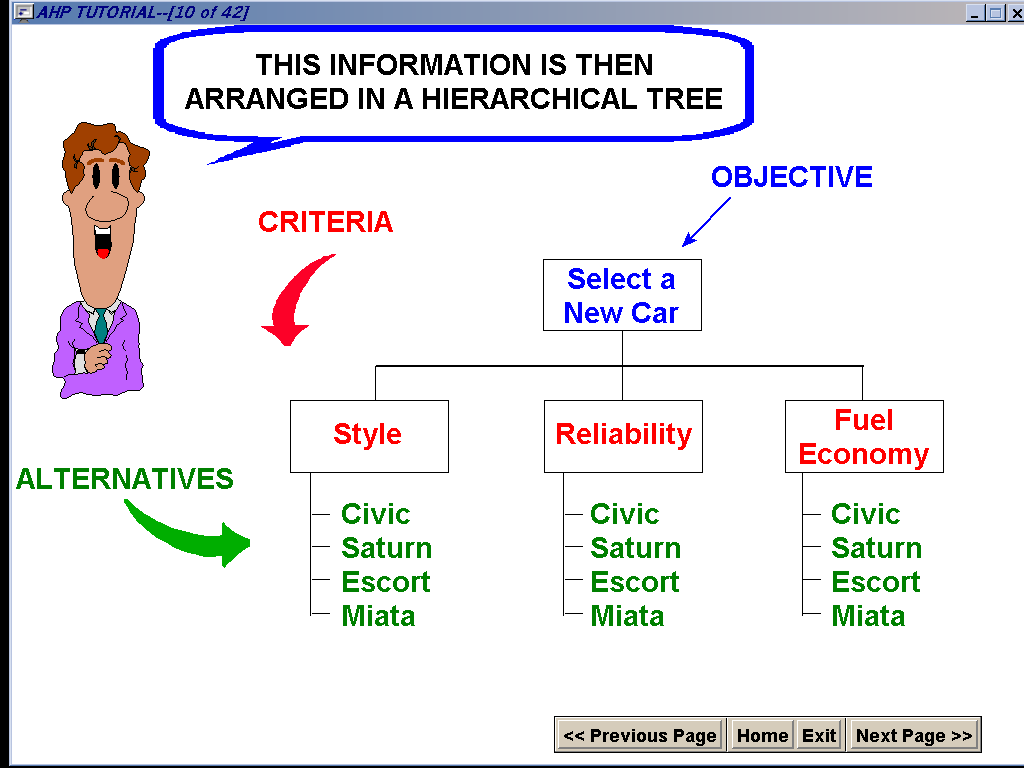 AHP TUTORIAL--[10 of 42]
THIS INFORMATION IS THEN
ARRANGED IN A HIERARCHICAL TREE
OBJECTIVE
CRITERIA
Select a
New Car
Style
Reliability
Fuel
Economy
ALTERNATIVES
Civic
Saturn
Escort
Miata
Civic
Saturn
Escort
Miata
Civic
Saturn
Escort
Miata
<< Previous Page
Home
Exit
Next Page >>